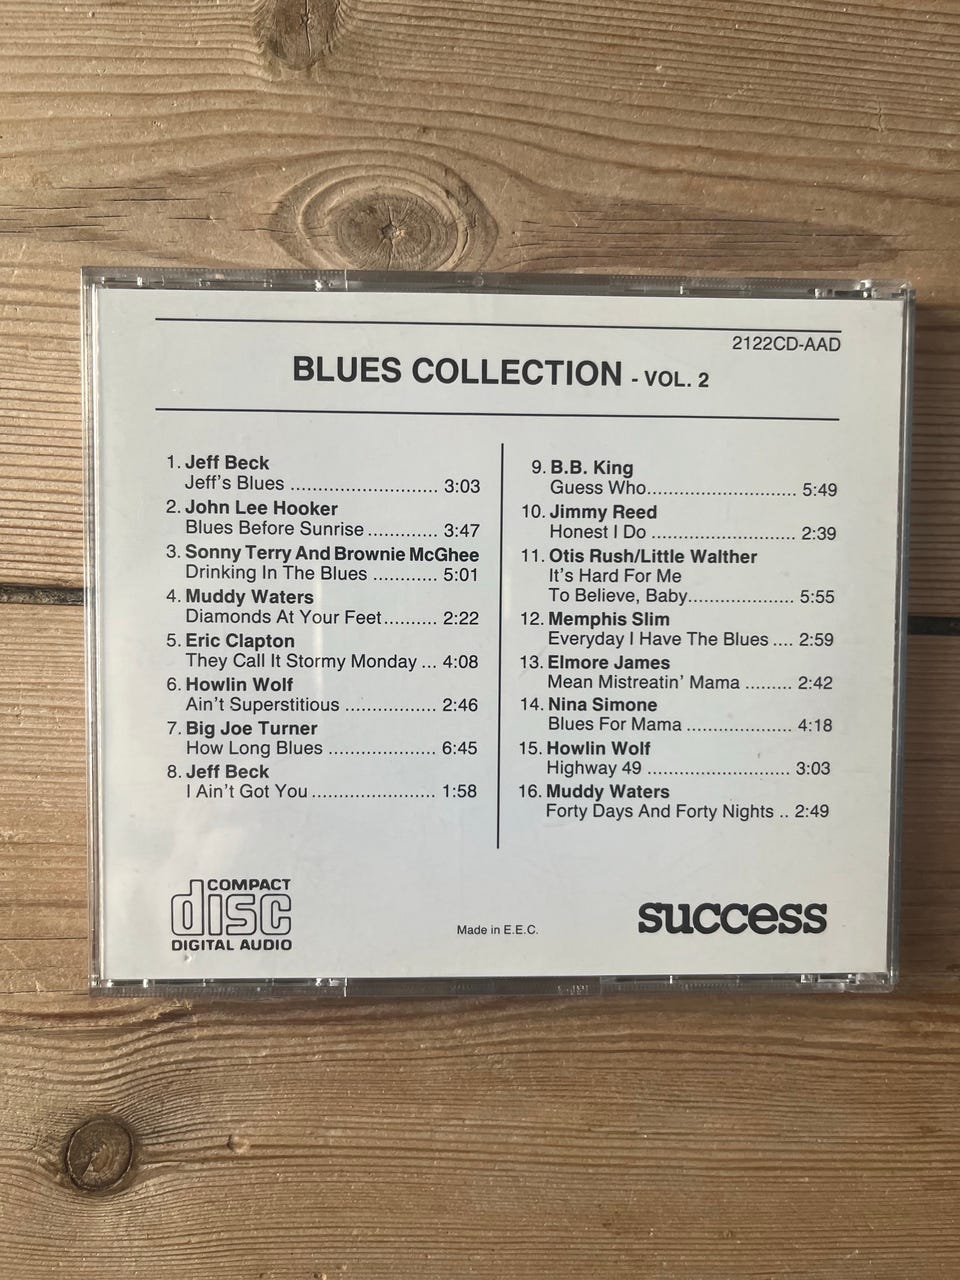 2122CD-AAD
BLUES COLLECTION - VOL. 2
1. Jeff Beck
Jeff's Blues .......................... 3:03
2. John Lee Hooker
Blues Before Sunrise ............ 3:47
3. Sonny Terry And Brownie McGhee
Drinking In The Blues ........... 5:01
4. Muddy Waters
Diamonds At Your Feet.......... 2:22
5. Eric Clapton
They Call It Stormy Monday ... 4:08
6. Howlin Wolf
Ain't Superstitious ................ 2:46
7. Big Joe Turner
How Long Blues ................... 6:45
8. Jeff Beck
I Ain't Got You ...................... 1:58
9. B.B. King
Guess Who........................... 5:49
10. Jimmy Reed
Honest I Do .......................... 2:39
11. Otis Rush/Little Walther
It's Hard For Me
To Believe, Baby................... 5:55
12. Memphis Slim
Everyday I Have The Blues .... 2:59
13. Elmore James
Mean Mistreatin' Mama ......... 2:42
14. Nina Simone
Blues For Mama ................... 4:18
15. Howlin Wolf
Highway 49 .......................... 3:03
16. Muddy Waters
Forty Days And Forty Nights .. 2:49
COMPACT
disc
DIGITAL AUDIO
Made in E.E.C.
success